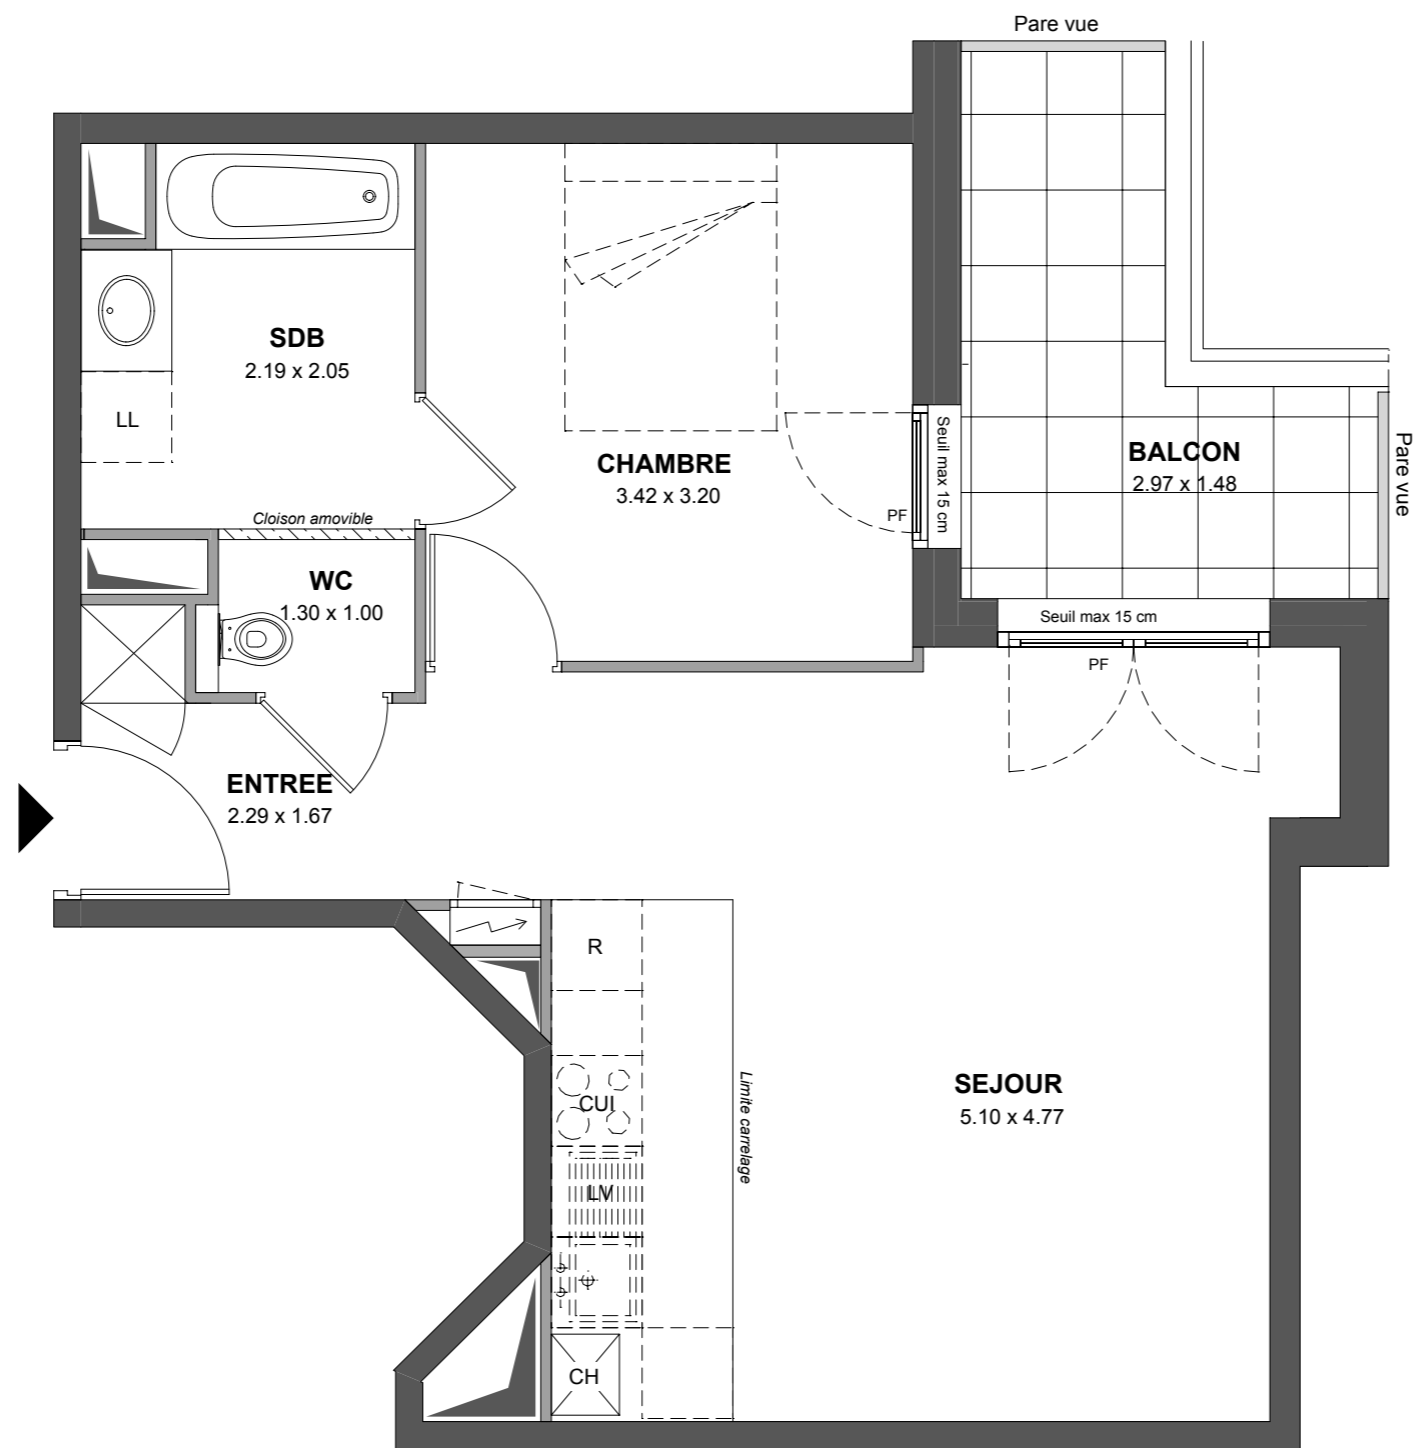 Pare vue
SDB
2.19 x 2.05
LL
CHAMBRE
3.42 x 3.20
PF
Seuil max 15 cm
BALCON
2.97 x 1.48
Pare vue
Cloison amovible
WC
1.30 x 1.00
Seuil max 15 cm
PF
ENTREE
2.29 x 1.67
R
CUI
LV
CH
Limite carrelage
SEJOUR
5.10 x 4.77